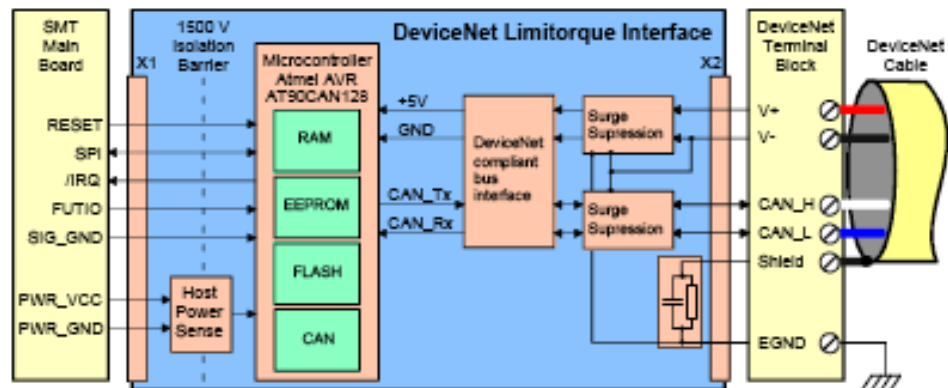 SMT
Main
Board
1500 V
Isolation
Barrier
DeviceNet Limitorque Interface
DeviceNet
Terminal
Block
DeviceNet
Cable
X1
X2
Microcontroller
Atmel AVR
AT90CAN128
RAM
EEPROM
FLASH
CAN
RESET
SPI
/IRQ
FUTIO
SIG_GND
PWR_VCC
PWR_GND
Host
Power
Sense
+5V
GND
CAN_Tx
CAN_Rx
DeviceNet
compliant
bus
interface
Surge
Supression
Surge
Supression
V+
V-
CAN_H
CAN_L
Shield
EGND